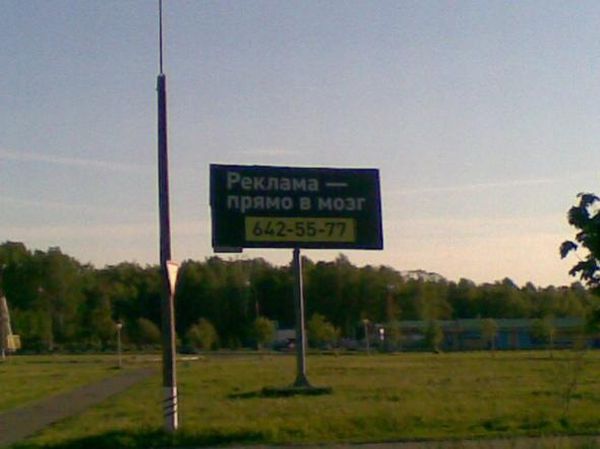 Реклама —
прямо в мозг
642-55-77